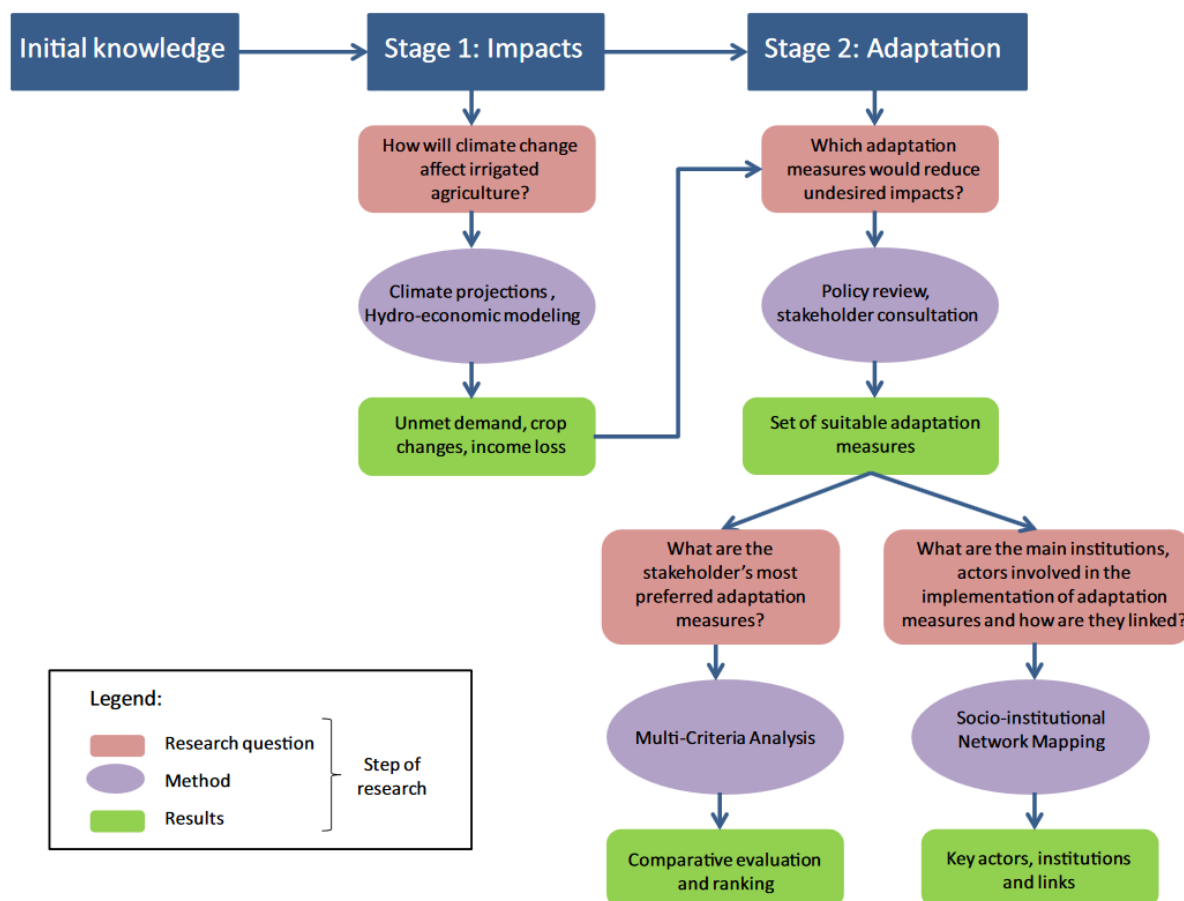 Initial knowledge
Stage 1: Impacts
Stage 2: Adaptation
How will climate change
affect irrigated
agriculture?
Which adaptation
measures would reduce
undesired impacts?
Climate projections ,
Hydro-economic modeling
Policy review,
stakeholder consultation
Unmet demand, crop
changes, income loss
Set of suitable adaptation
measures
What are the
stakeholder’s most
preferred adaptation
measures?
What are the main institutions,
actors involved in the
implementation of adaptation
measures and how are they linked?
Multi-Criteria Analysis
Socio-institutional
Network Mapping
Comparative evaluation
and ranking
Key actors, institutions
and links
Legend:
Research question
Method
Results
Step of
research